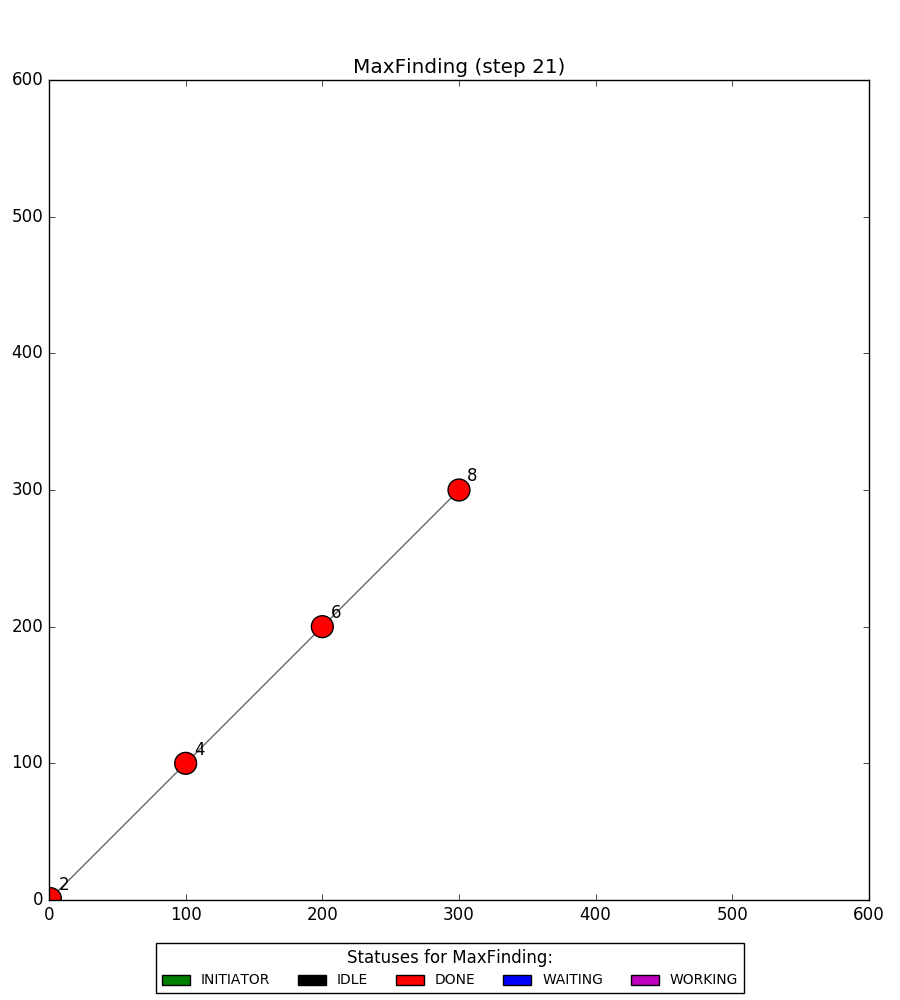 MaxFinding (step 21)
600
500
400
300
200
100
0
8
6
4
2
0 100 200 300 400 500 600
Statuses for MaxFinding:
INITIATOR IDLE DONE WAITING WORKING